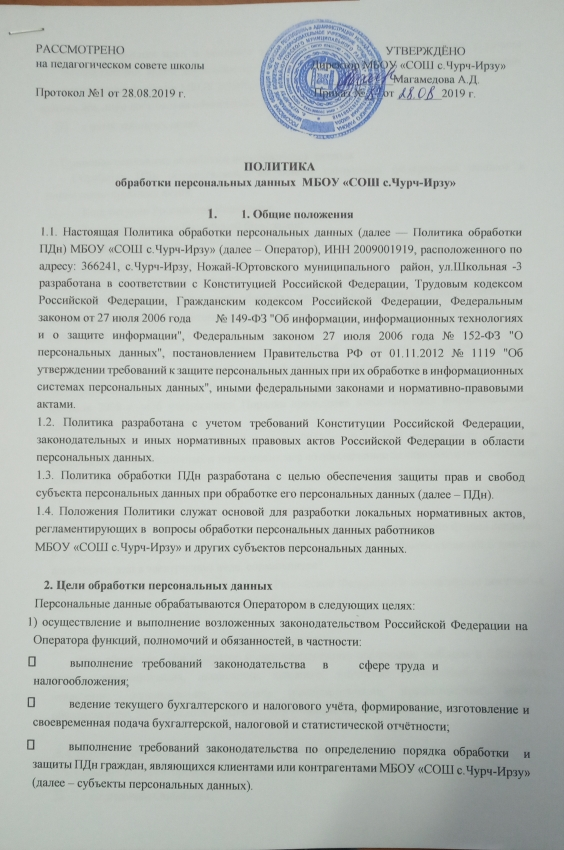 РАССМОТРЕНО УТВЕРЖДЁНО
на педагогическом совете школы Директор МБОУ «СОШ с.Чурч-Ирзу»
Магамедова А.Д.
Протокол №1 от 28.08.2019 г. Приказ № от 28.08 2019 г.
ПОЛИТИКА
обработки персональных данных МБОУ «СОШ с.Чурч-Ирзу»
1. 1. Общие положения
1.1. Настоящая Политика обработки персональных данных (далее — Политика обработки
ПДн) МБОУ «СОШ с.Чурч-Ирзу» (далее – Оператор), ИНН 2009001919, расположенного по
адресу: 366241, с.Чурч-Ирзу, Ножай-Юртовского муниципального район, ул.Школьная -3
разработана в соответствии с Конституцией Российской Федерации, Трудовым кодексом
Российской Федерации, Гражданским кодексом Российской Федерации, Федеральным
законом от 27 июля 2006 года № 149-ФЗ "Об информации, информационных технологиях
и о защите информации", Федеральным законом 27 июля 2006 года № 152-ФЗ "О
персональных данных", постановлением Правительства РФ от 01.11.2012 № 1119 "Об
утверждении требований к защите персональных данных при их обработке в информационных
системах персональных данных", иными федеральными законами и нормативно-правовыми
актами.
1.2. Политика разработана с учетом требований Конституции Российской Федерации,
законодательных и иных нормативных правовых актов Российской Федерации в области
персональных данных.
1.3. Политика обработки ПДн разработана с целью обеспечения защиты прав и свобод
субъекта персональных данных при обработке его персональных данных (далее – ПДн).
1.4. Положения Политики служат основой для разработки локальных нормативных актов,
регламентирующих в вопросы обработки персональных данных работников
МБОУ «СОШ с.Чурч-Ирзу» и других субъектов персональных данных.
2. Цели обработки персональных данных
Персональные данные обрабатываются Оператором в следующих целях:
1) осуществление и выполнение возложенных законодательством Российской Федерации на
Оператора функций, полномочий и обязанностей, в частности:
выполнение требований законодательства в сфере труда и
налогообложения;
ведение текущего бухгалтерского и налогового учёта, формирование, изготовление и
своевременная подача бухгалтерской, налоговой и статистической отчётности;
выполнение требований законодательства по определению порядка обработки и
защиты ПДн граждан, являющихся клиентами или контрагентами МБОУ «СОШ с.Чурч-Ирзу»
(далее – субъекты персональных данных).